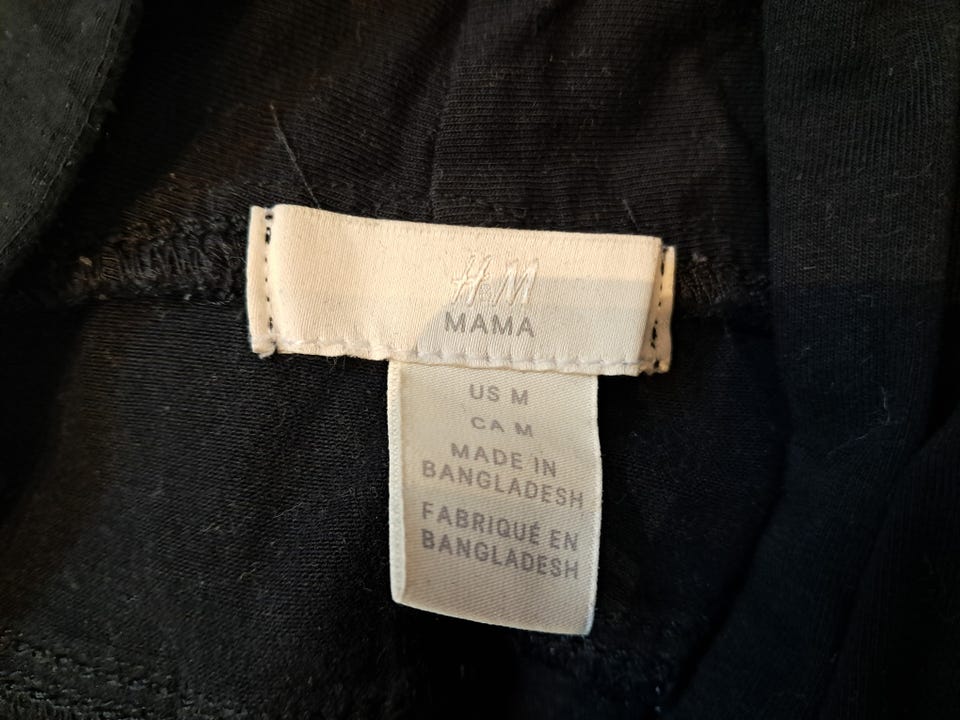 H&M
MAMA
US M
CA M
MADE IN
BANGLADESH
FABRIQUÉ EN
BANGLADESH